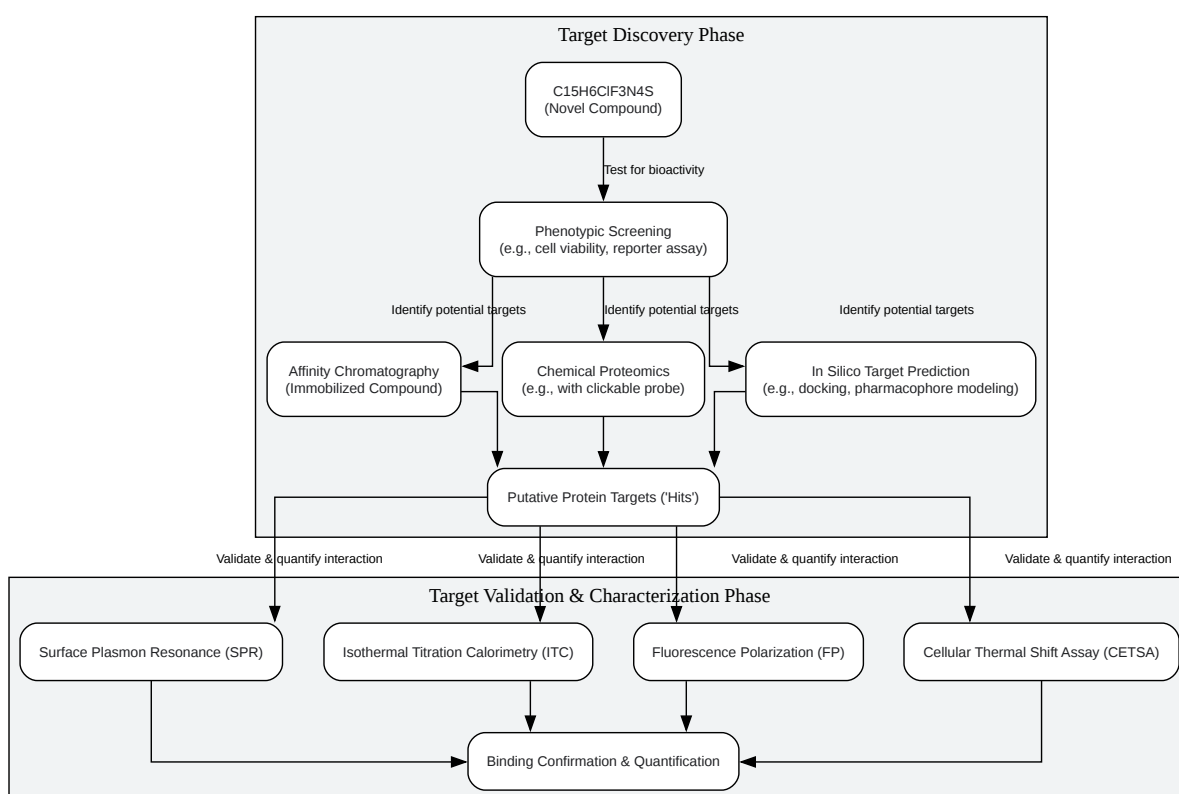 Target Discovery Phase
C15H6ClF3N4S
(Novel Compound)
Test for bioactivity
Phenotypic Screening
(e.g., cell viability, reporter assay)
Identify potential targets
Identify potential targets
Identify potential targets
Affinity Chromatography
(Immobilized Compound)
Chemical Proteomics
(e.g., with clickable probe)
In Silico Target Prediction
(e.g., docking, pharmacophore modeling)
Putative Protein Targets ('Hits')
Validate & quantify interaction
Validate & quantify interaction
Validate & quantify interaction
Validate & quantify interaction
Target Validation & Characterization Phase
Surface Plasmon Resonance (SPR)
Isothermal Titration Calorimetry (ITC)
Fluorescence Polarization (FP)
Cellular Thermal Shift Assay (CETSA)
Binding Confirmation & Quantification